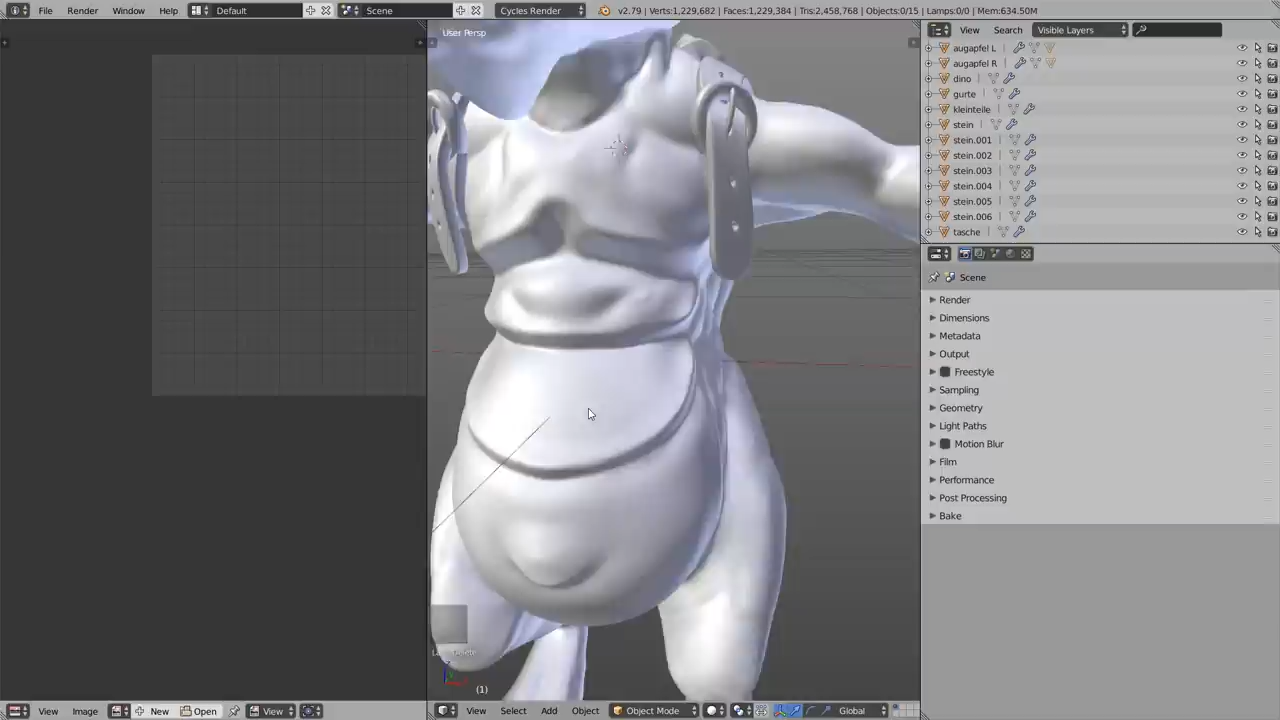 File Render Window Help Default Scene Cycles Render v2.79 | Verts:1,229,682 | Faces:1,229,384 | Tris:2,458,768 | Objects:0/15 | Lamps:0/0 | Mem:634.50M
User Persp
View Search Visible Layers
augapfel L
augapfel R
dino
gurte
kleinteile
stein
stein.001
stein.002
stein.003
stein.004
stein.005
stein.006
tasche
Scene
Render
Dimensions
Metadata
Output
Freestyle
Sampling
Geometry
Light Paths
Motion Blur
Film
Performance
Post Processing
Bake
(1)
View Image New Open View
View Select Add Object Object Mode Global